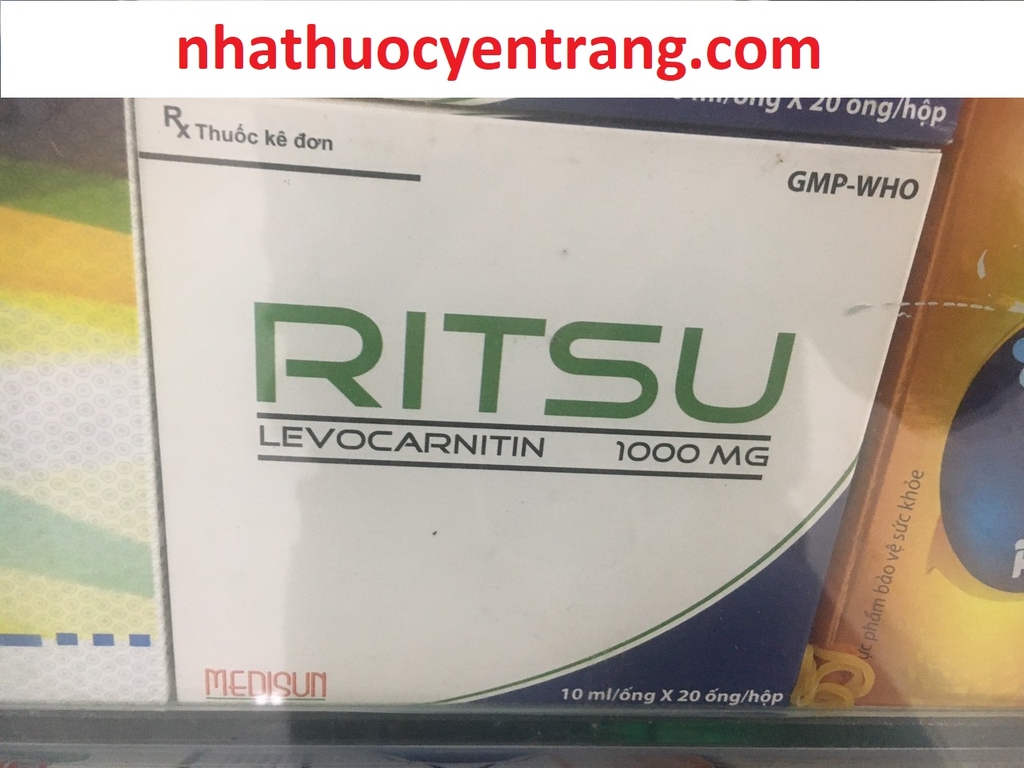 nhathuocyentrang.com
ml/ống X 20 ống/hộp
Rx Thuốc kê đơn
GMP-WHO
RITSU
LEVOCARNITIN 1000 MG
phẩm bảo vệ sức khỏe
MEDISUN
10 ml/ống X 20 ống/hộp